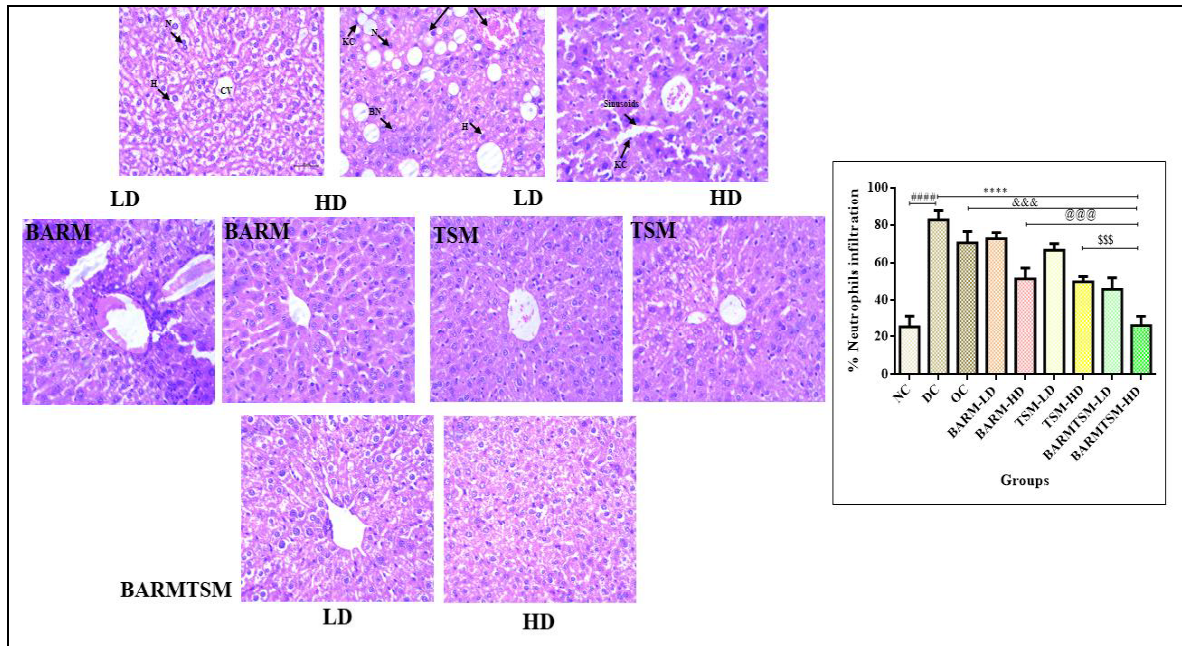 N
H
CV
KC
N
BN
H
Sinusoids
KC
LD HD LD HD
BARM BARM TSM TSM
BARMTSM
LD HD
% Neutrophils infiltration
100
80
60
40
20
0
####
****
&&&
@@@
$$$
NC
DC
OC
BARM-LD
BARM-HD
TSM-LD
TSM-HD
BARMTSM-LD
BARMTSM-HD
Groups